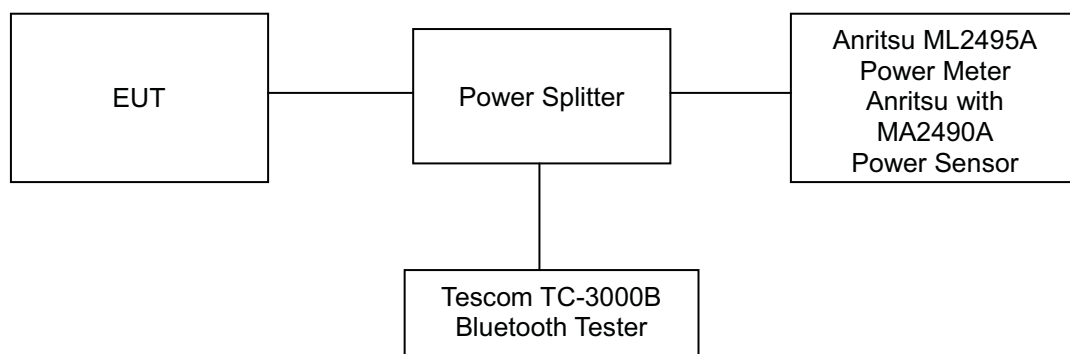 EUT
Power Splitter
Anritsu ML2495A
Power Meter
Anritsu with
MA2490A
Power Sensor
Tescom TC-3000B
Bluetooth Tester